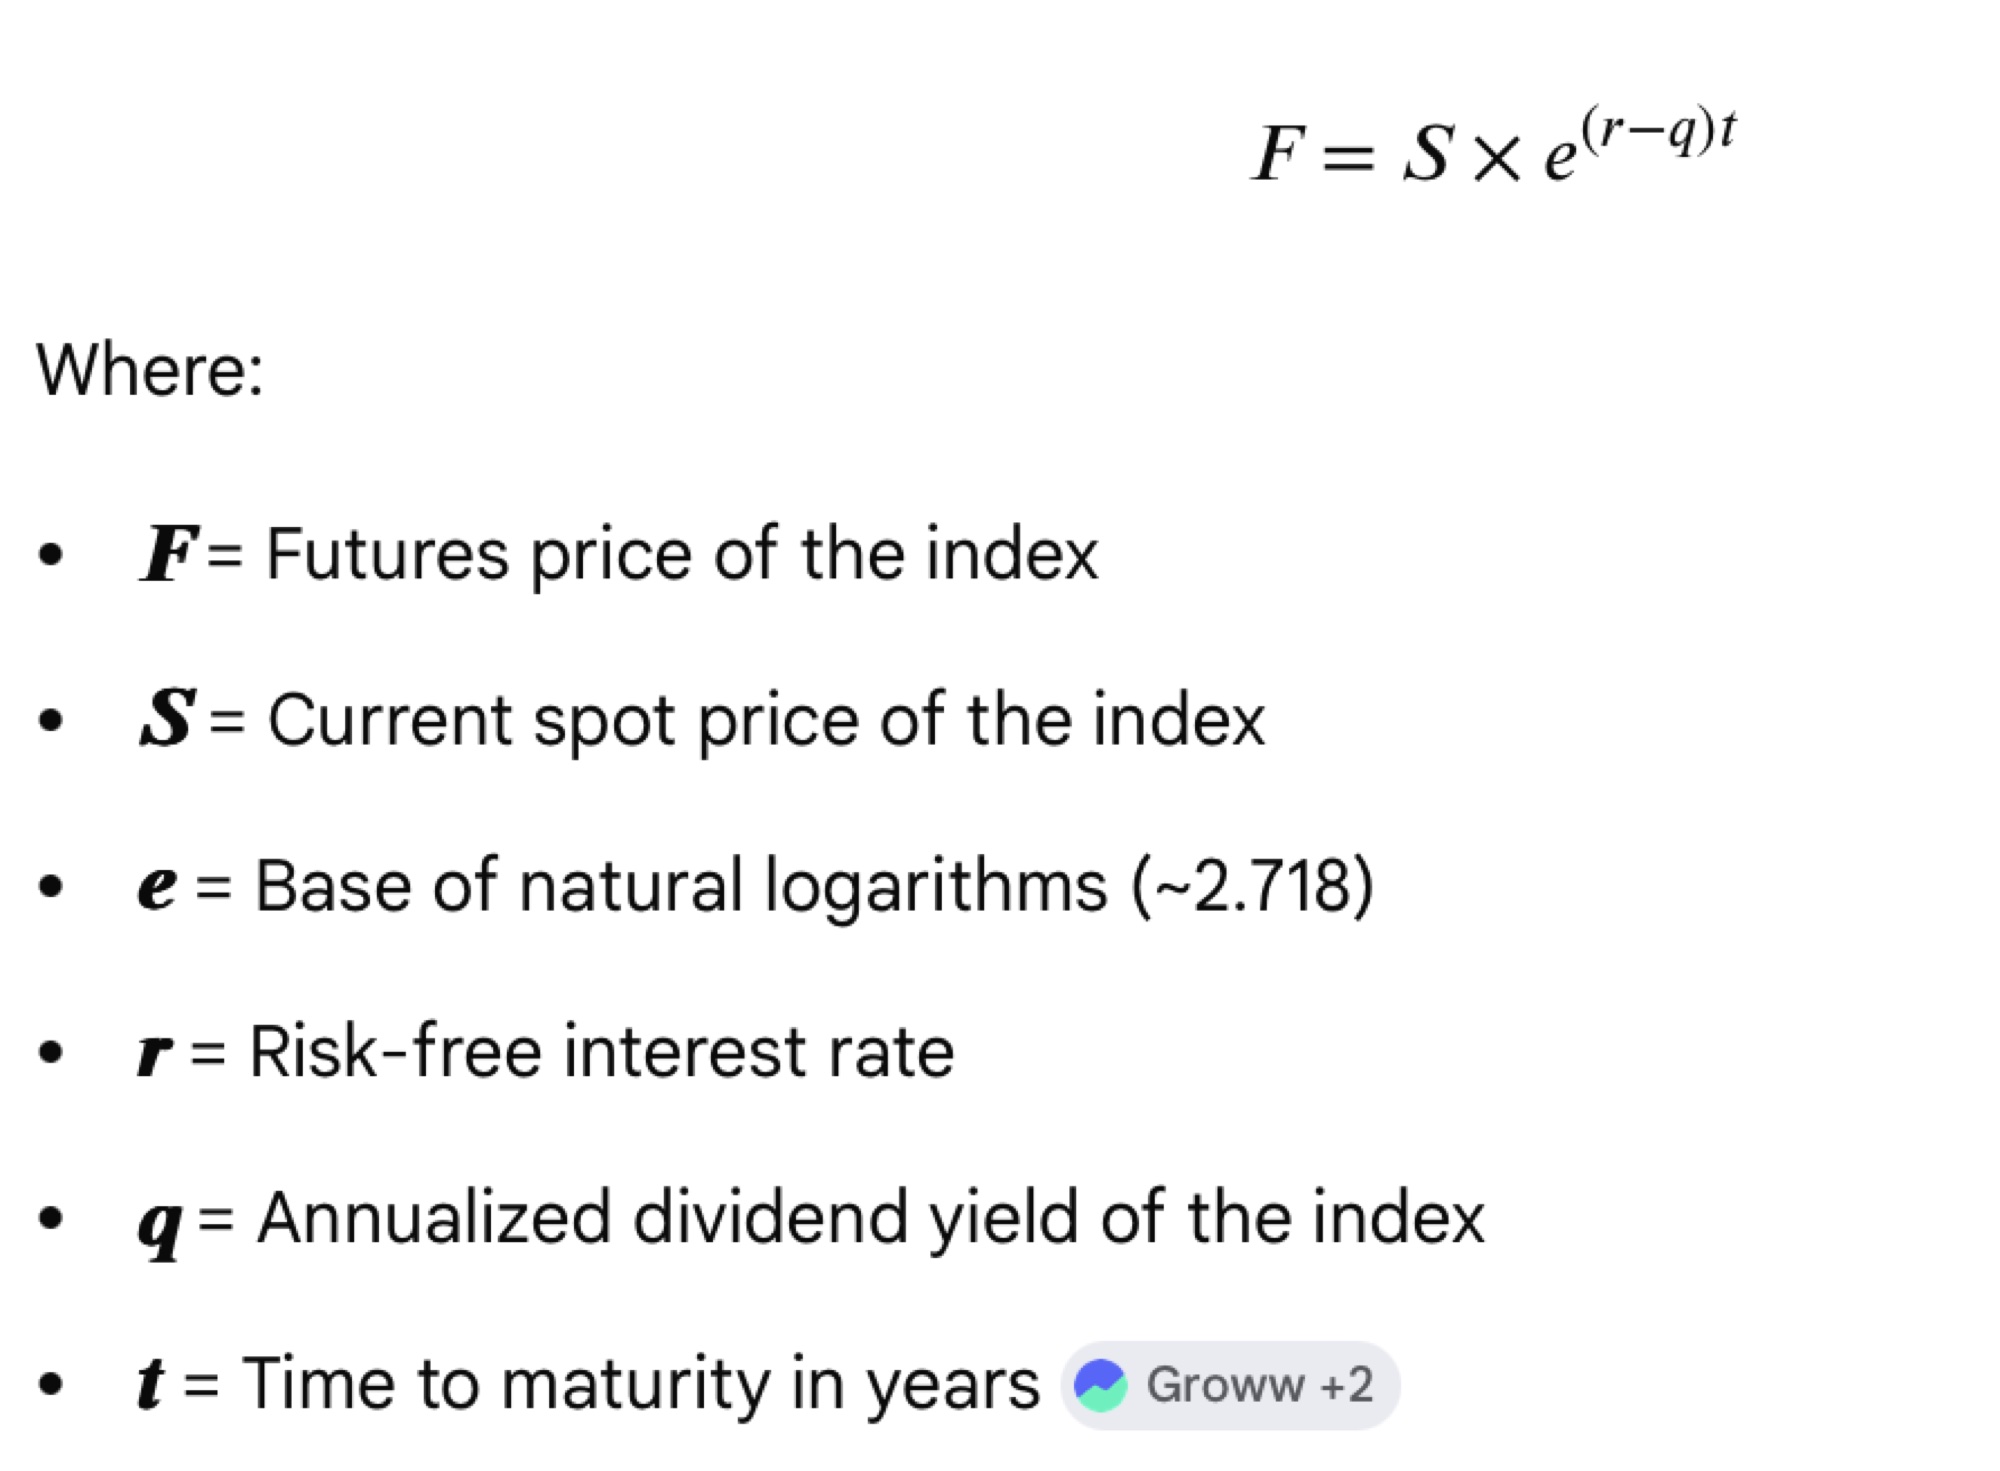 F = S × e^(r−q)t
Where:
• F = Futures price of the index
• S = Current spot price of the index
• e = Base of natural logarithms (~2.718)
• r = Risk-free interest rate
• q = Annualized dividend yield of the index
• t = Time to maturity in years Groww +2